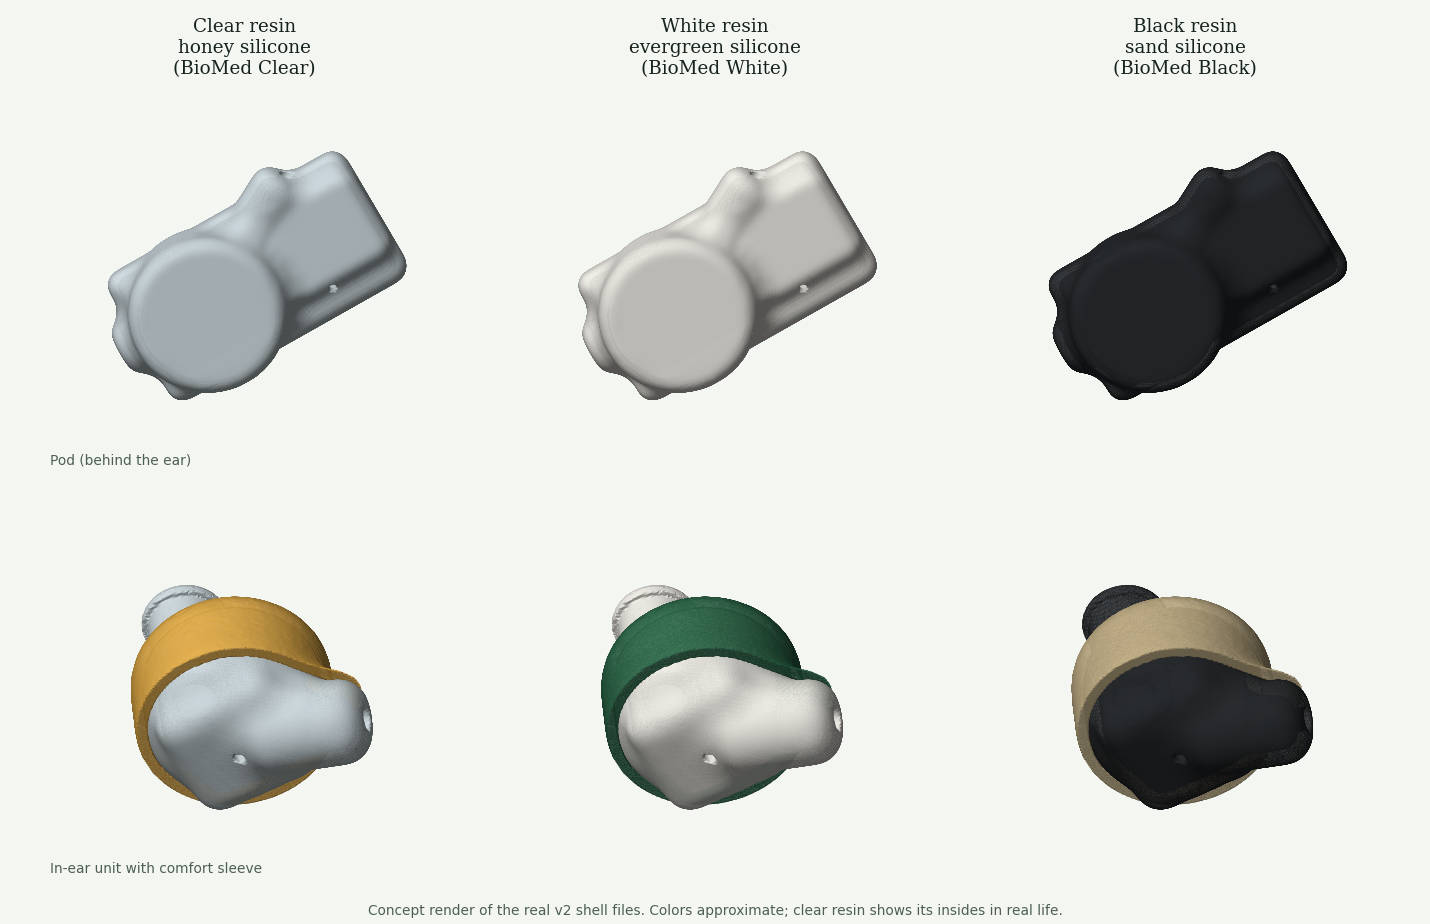 Clear resin
honey silicone
(BioMed Clear)
White resin
evergreen silicone
(BioMed White)
Black resin
sand silicone
(BioMed Black)
Pod (behind the ear)
In-ear unit with comfort sleeve
Concept render of the real v2 shell files. Colors approximate; clear resin shows its insides in real life.